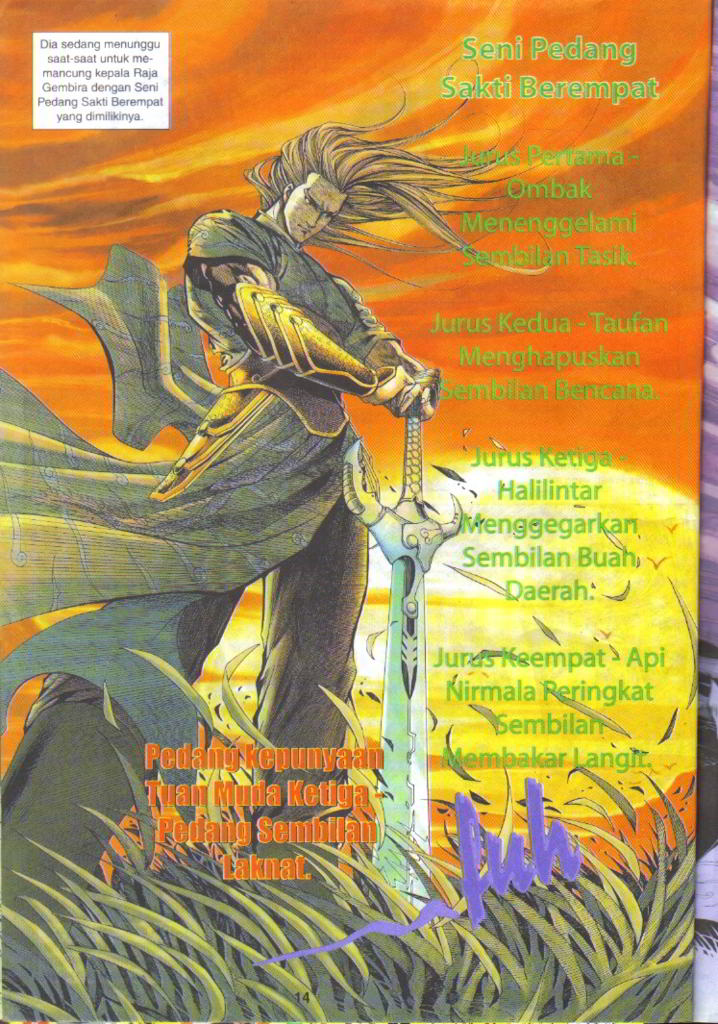 Dia sedang menunggu
saat-saat untuk me-
mancung kepala Raja
Gembira dengan Seni
Pedang Sakti Berempat
yang dimilikinya.
Seni Pedang
Sakti Berempat
Jurus Pertama -
Ombak
Menenggelami
Sembilan Tasik.
Jurus Kedua - Taufan
Menghapuskan
Sembilan Bencana.
Jurus Ketiga -
Halilintar
Menggegarkan
Sembilan Buah
Daerah.
Jurus Keempat - Api
Nirmala Peringkat
Sembilan
Membakar Langit.
Pedang kepunyaan
Tuan Muda Ketiga -
Pedang Sembilan
Laknat.
fuh
14